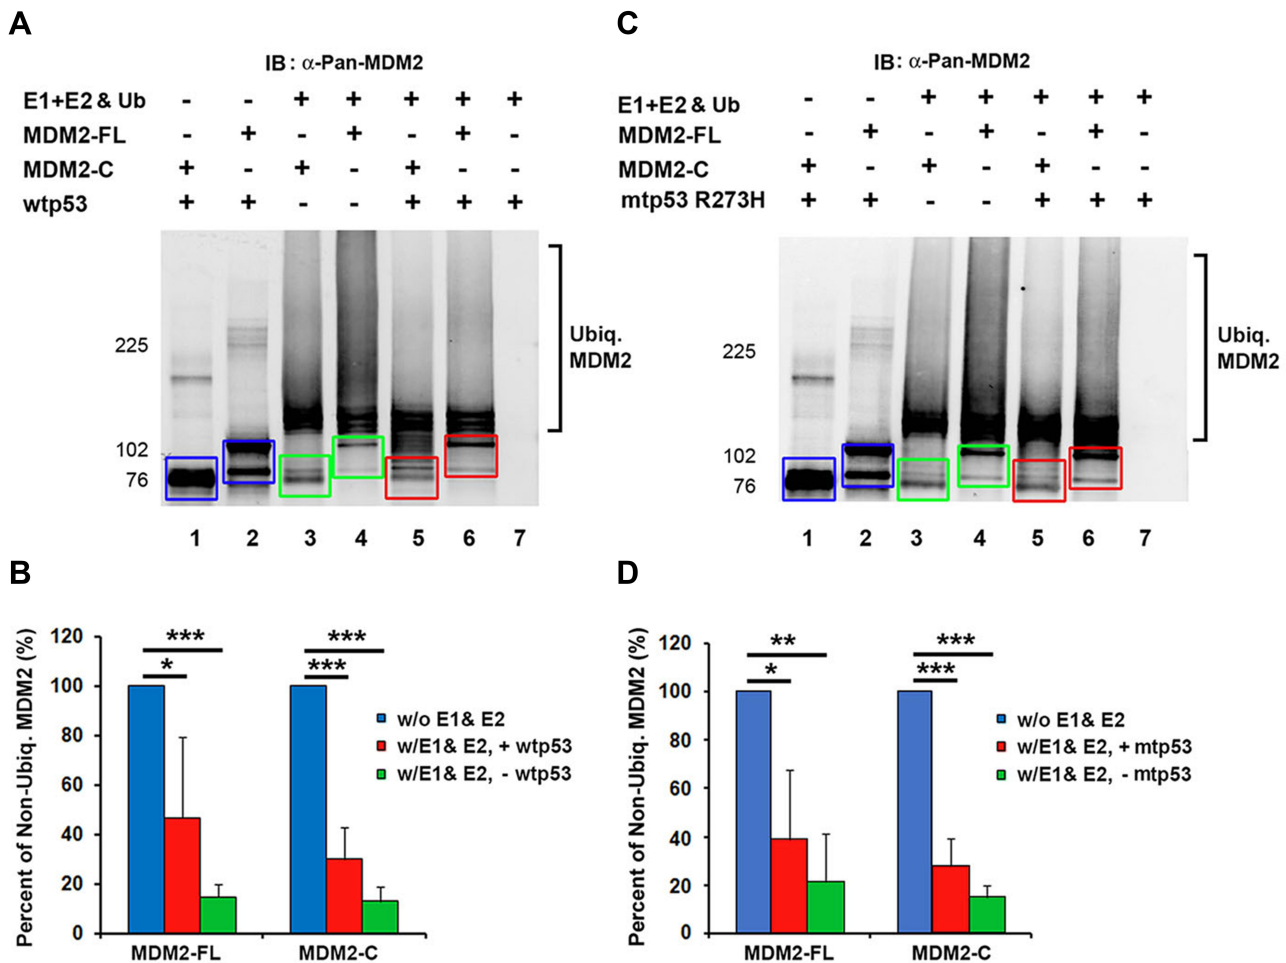 A
IB: α-Pan-MDM2
E1+E2 & Ub - - + + + + +
MDM2-FL - + - + - + -
MDM2-C + - + - + - -
wtp53 + + - - + + +
225
102
76
Ubiq.
MDM2
1 2 3 4 5 6 7
C
IB: α-Pan-MDM2
E1+E2 & Ub - - + + + + +
MDM2-FL - + - + - + -
MDM2-C + - + - + - -
mtp53 R273H + + - - + + +
225
102
76
Ubiq.
MDM2
1 2 3 4 5 6 7
B
Percent of Non-Ubiq. MDM2 (%)
120
100
80
60
40
20
0
***
*
***
***
w/o E1& E2
w/E1& E2, + wtp53
w/E1& E2, - wtp53
MDM2-FL MDM2-C
D
Percent of Non-Ubiq. MDM2 (%)
120
100
80
60
40
20
0
**
*
***
***
w/o E1& E2
w/E1& E2, + mtp53
w/E1& E2, - mtp53
MDM2-FL MDM2-C